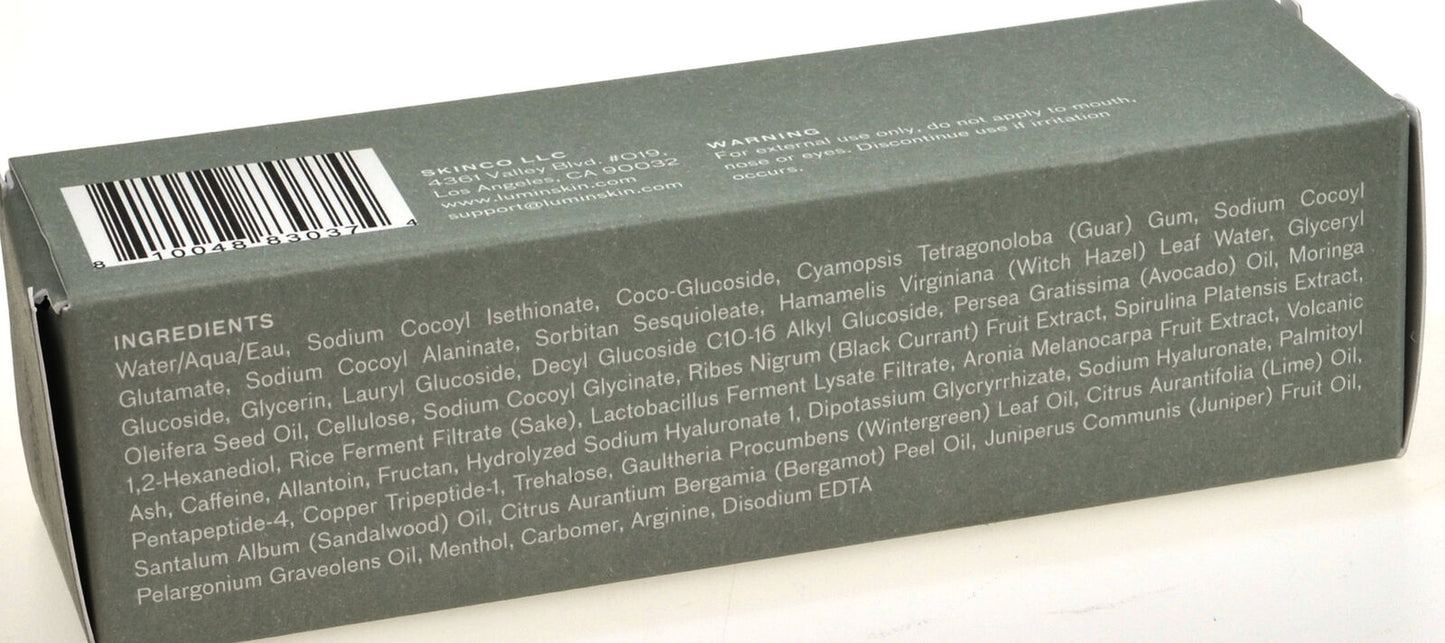 SKINCO LLC
4361 Valley Blvd. #019,
Los Angeles, CA 90032
www.luminskin.com
support@luminskin.com
WARNING
For external use only, do not apply to mouth,
nose or eyes. Discontinue use if irritation
occurs.
8 10048 83037 4
INGREDIENTS
Water/Aqua/Eau, Sodium Cocoyl Isethionate, Coco-Glucoside, Cyamopsis Tetragonoloba (Guar) Gum, Sodium Cocoyl
Glutamate, Sodium Cocoyl Alaninate, Sorbitan Sesquioleate, Hamamelis Virginiana (Witch Hazel) Leaf Water, Glyceryl
Glucoside, Glycerin, Lauryl Glucoside, Decyl Glucoside C10-16 Alkyl Glucoside, Persea Gratissima (Avocado) Oil, Moringa
Oleifera Seed Oil, Cellulose, Sodium Cocoyl Glycinate, Ribes Nigrum (Black Currant) Fruit Extract, Spirulina Platensis Extract,
1,2-Hexanediol, Rice Ferment Filtrate (Sake), Lactobacillus Ferment Lysate Filtrate, Aronia Melanocarpa Fruit Extract, Volcanic
Ash, Caffeine, Allantoin, Fructan, Hydrolyzed Sodium Hyaluronate 1, Dipotassium Glycryrrhizate, Sodium Hyaluronate, Palmitoyl
Pentapeptide-4, Copper Tripeptide-1, Trehalose, Gaultheria Procumbens (Wintergreen) Leaf Oil, Citrus Aurantifolia (Lime) Oil,
Santalum Album (Sandalwood) Oil, Citrus Aurantium Bergamia (Bergamot) Peel Oil, Juniperus Communis (Juniper) Fruit Oil,
Pelargonium Graveolens Oil, Menthol, Carbomer, Arginine, Disodium EDTA